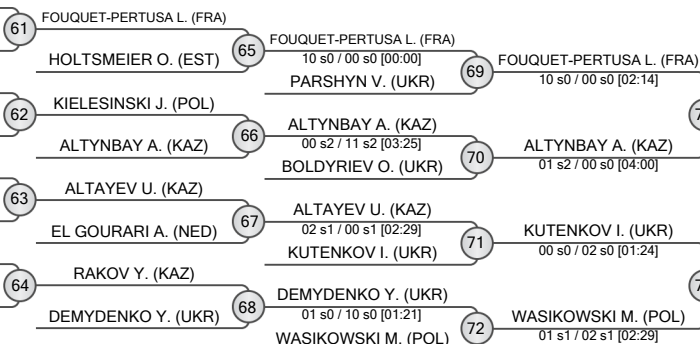 61
FOUQUET-PERTUSA L. (FRA)
HOLTSMEIER O. (EST)
62
KIELESINSKI J. (POL)
ALTYNBAY A. (KAZ)
63
ALTAYEV U. (KAZ)
EL GOURARI A. (NED)
64
RAKOV Y. (KAZ)
DEMYDENKO Y. (UKR)
65
FOUQUET-PERTUSA L. (FRA)
10 s0 / 00 s0 [00:00]
PARSHYN V. (UKR)
66
ALTYNBAY A. (KAZ)
00 s2 / 11 s2 [03:25]
BOLDYRIEV O. (UKR)
67
ALTAYEV U. (KAZ)
02 s1 / 00 s1 [02:29]
KUTENKOV I. (UKR)
68
DEMYDENKO Y. (UKR)
01 s0 / 10 s0 [01:21]
WASIKOWSKI M. (POL)
69
FOUQUET-PERTUSA L. (FRA)
10 s0 / 00 s0 [02:14]
70
ALTYNBAY A. (KAZ)
01 s2 / 00 s0 [04:00]
71
KUTENKOV I. (UKR)
00 s0 / 02 s0 [01:24]
72
WASIKOWSKI M. (POL)
01 s1 / 02 s1 [02:29]